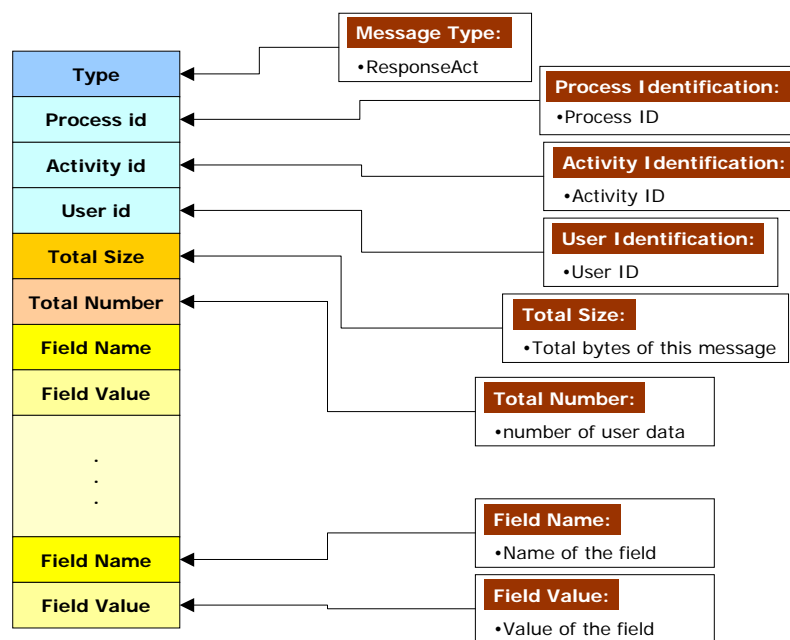 Type
Process id
Activity id
User id
Total Size
Total Number
Field Name
Field Value
.
.
.
Field Name
Field Value
Message Type:
•ResponseAct
Process Identification:
•Process ID
Activity Identification:
•Activity ID
User Identification:
•User ID
Total Size:
•Total bytes of this message
Total Number:
•number of user data
Field Name:
•Name of the field
Field Value:
•Value of the field